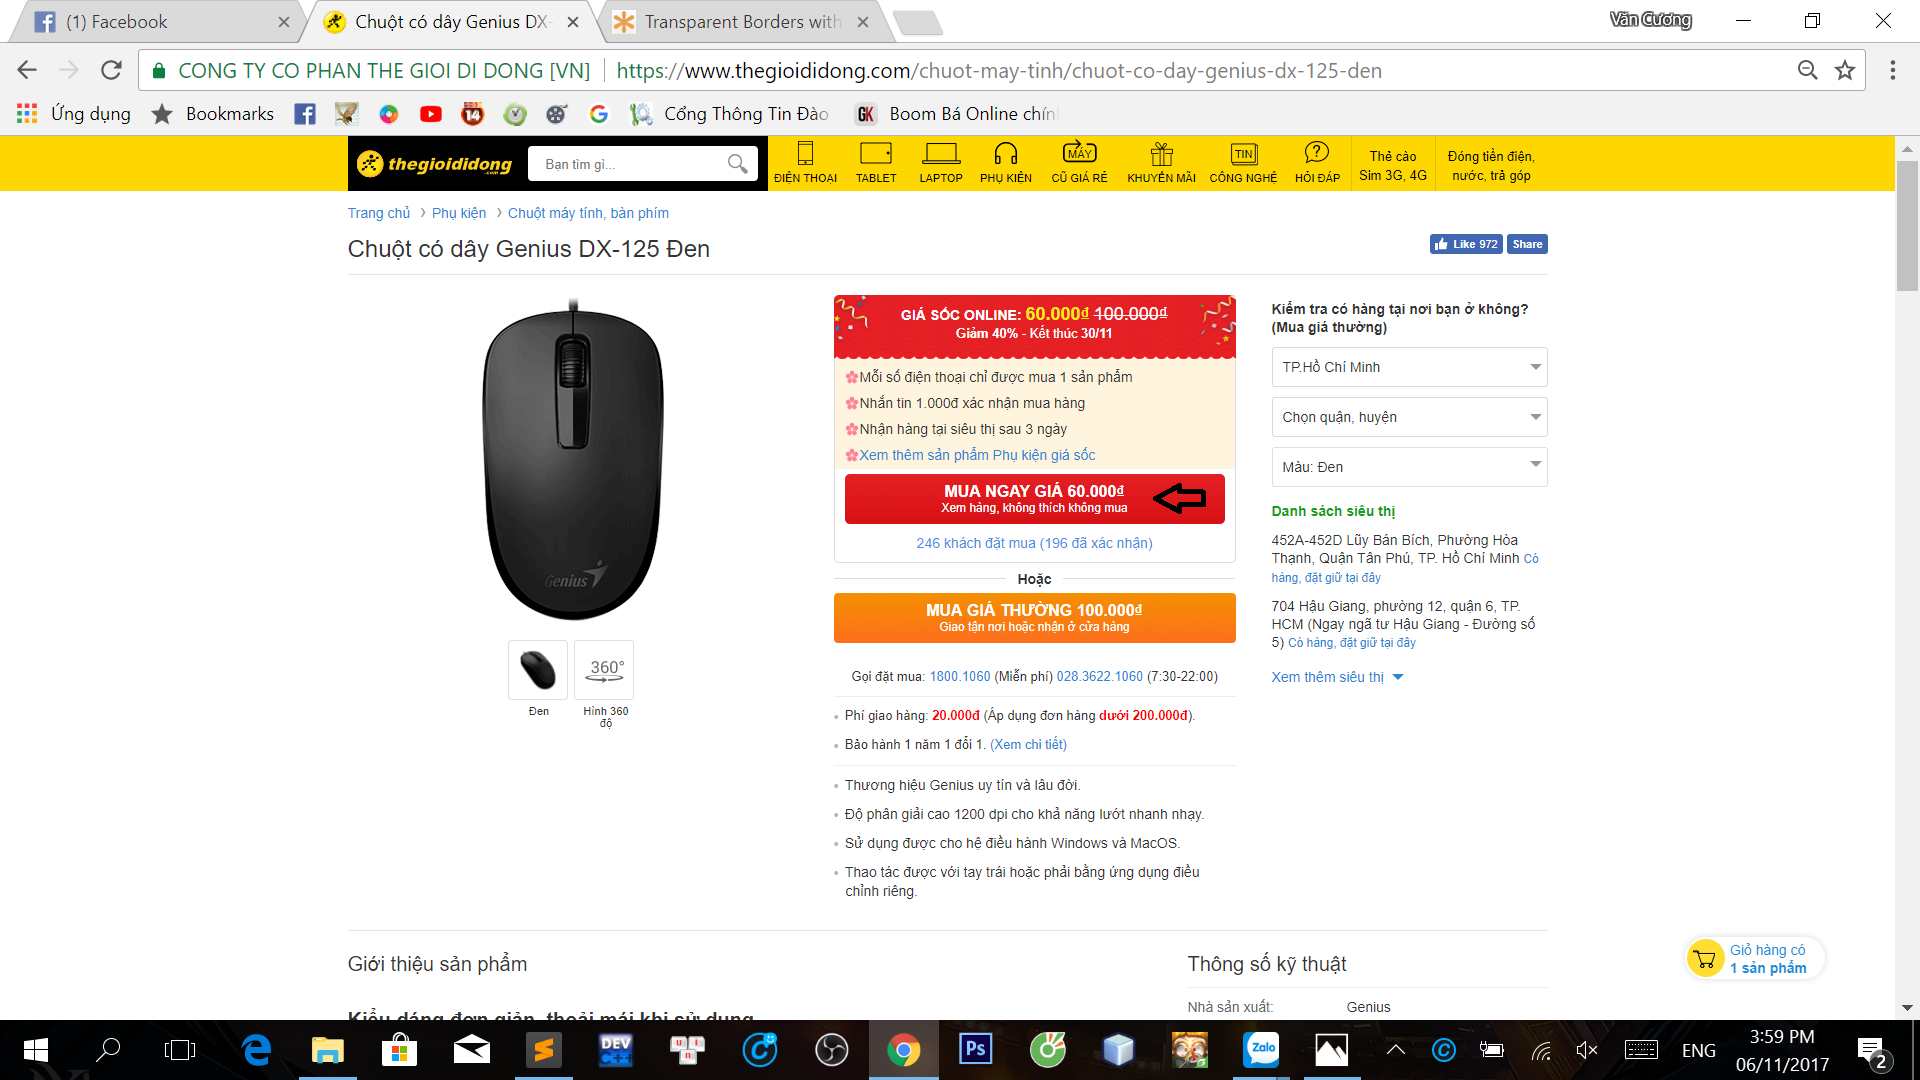 (1) Facebook
Chuột có dây Genius DX-
Transparent Borders with
Văn Cương
CONG TY CO PHAN THE GIOI DI DONG [VN]
https://www.thegioididong.com/chuot-may-tinh/chuot-co-day-genius-dx-125-den
Ứng dụng
Bookmarks
14
Cổng Thông Tin Đào
GK
Boom Bá Online chín
thegioididong
.com
Bạn tìm gì...
ĐIỆN THOẠI
TABLET
LAPTOP
PHỤ KIỆN
MÁY
CŨ GIÁ RẺ
KHUYẾN MÃI
TIN
CÔNG NGHỆ
?
HỎI ĐÁP
Thẻ cào
Sim 3G, 4G
Đóng tiền điện,
nước, trả góp
Trang chủ › Phụ kiện › Chuột máy tính, bàn phím
Chuột có dây Genius DX-125 Đen
Like 972
Share
Genius
Đen
360°
Hình 360
độ
GIÁ SỐC ONLINE: 60.000₫ 100.000₫
Giảm 40% - Kết thúc 30/11
Mỗi số điện thoại chỉ được mua 1 sản phẩm
Nhắn tin 1.000đ xác nhận mua hàng
Nhận hàng tại siêu thị sau 3 ngày
Xem thêm sản phẩm Phụ kiện giá sốc
MUA NGAY GIÁ 60.000₫
Xem hàng, không thích không mua
246 khách đặt mua (196 đã xác nhận)
Hoặc
MUA GIÁ THƯỜNG 100.000₫
Giao tận nơi hoặc nhận ở cửa hàng
Gọi đặt mua: 1800.1060 (Miễn phí) 028.3622.1060 (7:30-22:00)
• Phí giao hàng: 20.000đ (Áp dụng đơn hàng dưới 200.000đ).
• Bảo hành 1 năm 1 đổi 1. (Xem chi tiết)
• Thương hiệu Genius uy tín và lâu đời.
• Độ phân giải cao 1200 dpi cho khả năng lướt nhanh nhạy.
• Sử dụng được cho hệ điều hành Windows và MacOS.
• Thao tác được với tay trái hoặc phải bằng ứng dụng điều
chỉnh riêng.
Kiểm tra có hàng tại nơi bạn ở không?
(Mua giá thường)
TP.Hồ Chí Minh
Chọn quận, huyện
Màu: Đen
Danh sách siêu thị
452A-452D Lũy Bán Bích, Phường Hòa
Thạnh, Quận Tân Phú, TP. Hồ Chí Minh Có
hàng, đặt giữ tại đây
704 Hậu Giang, phường 12, quận 6, TP.
HCM (Ngay ngã tư Hậu Giang - Đường số
5) Có hàng, đặt giữ tại đây
Xem thêm siêu thị
Giới thiệu sản phẩm
Kiểu dáng đơn giản, thoải mái khi sử dụng
Thông số kỹ thuật
Nhà sản xuất:
Genius
Giỏ hàng có
1 sản phẩm
DEV
C++
Ps
Zalo
ENG
3:59 PM
06/11/2017
2